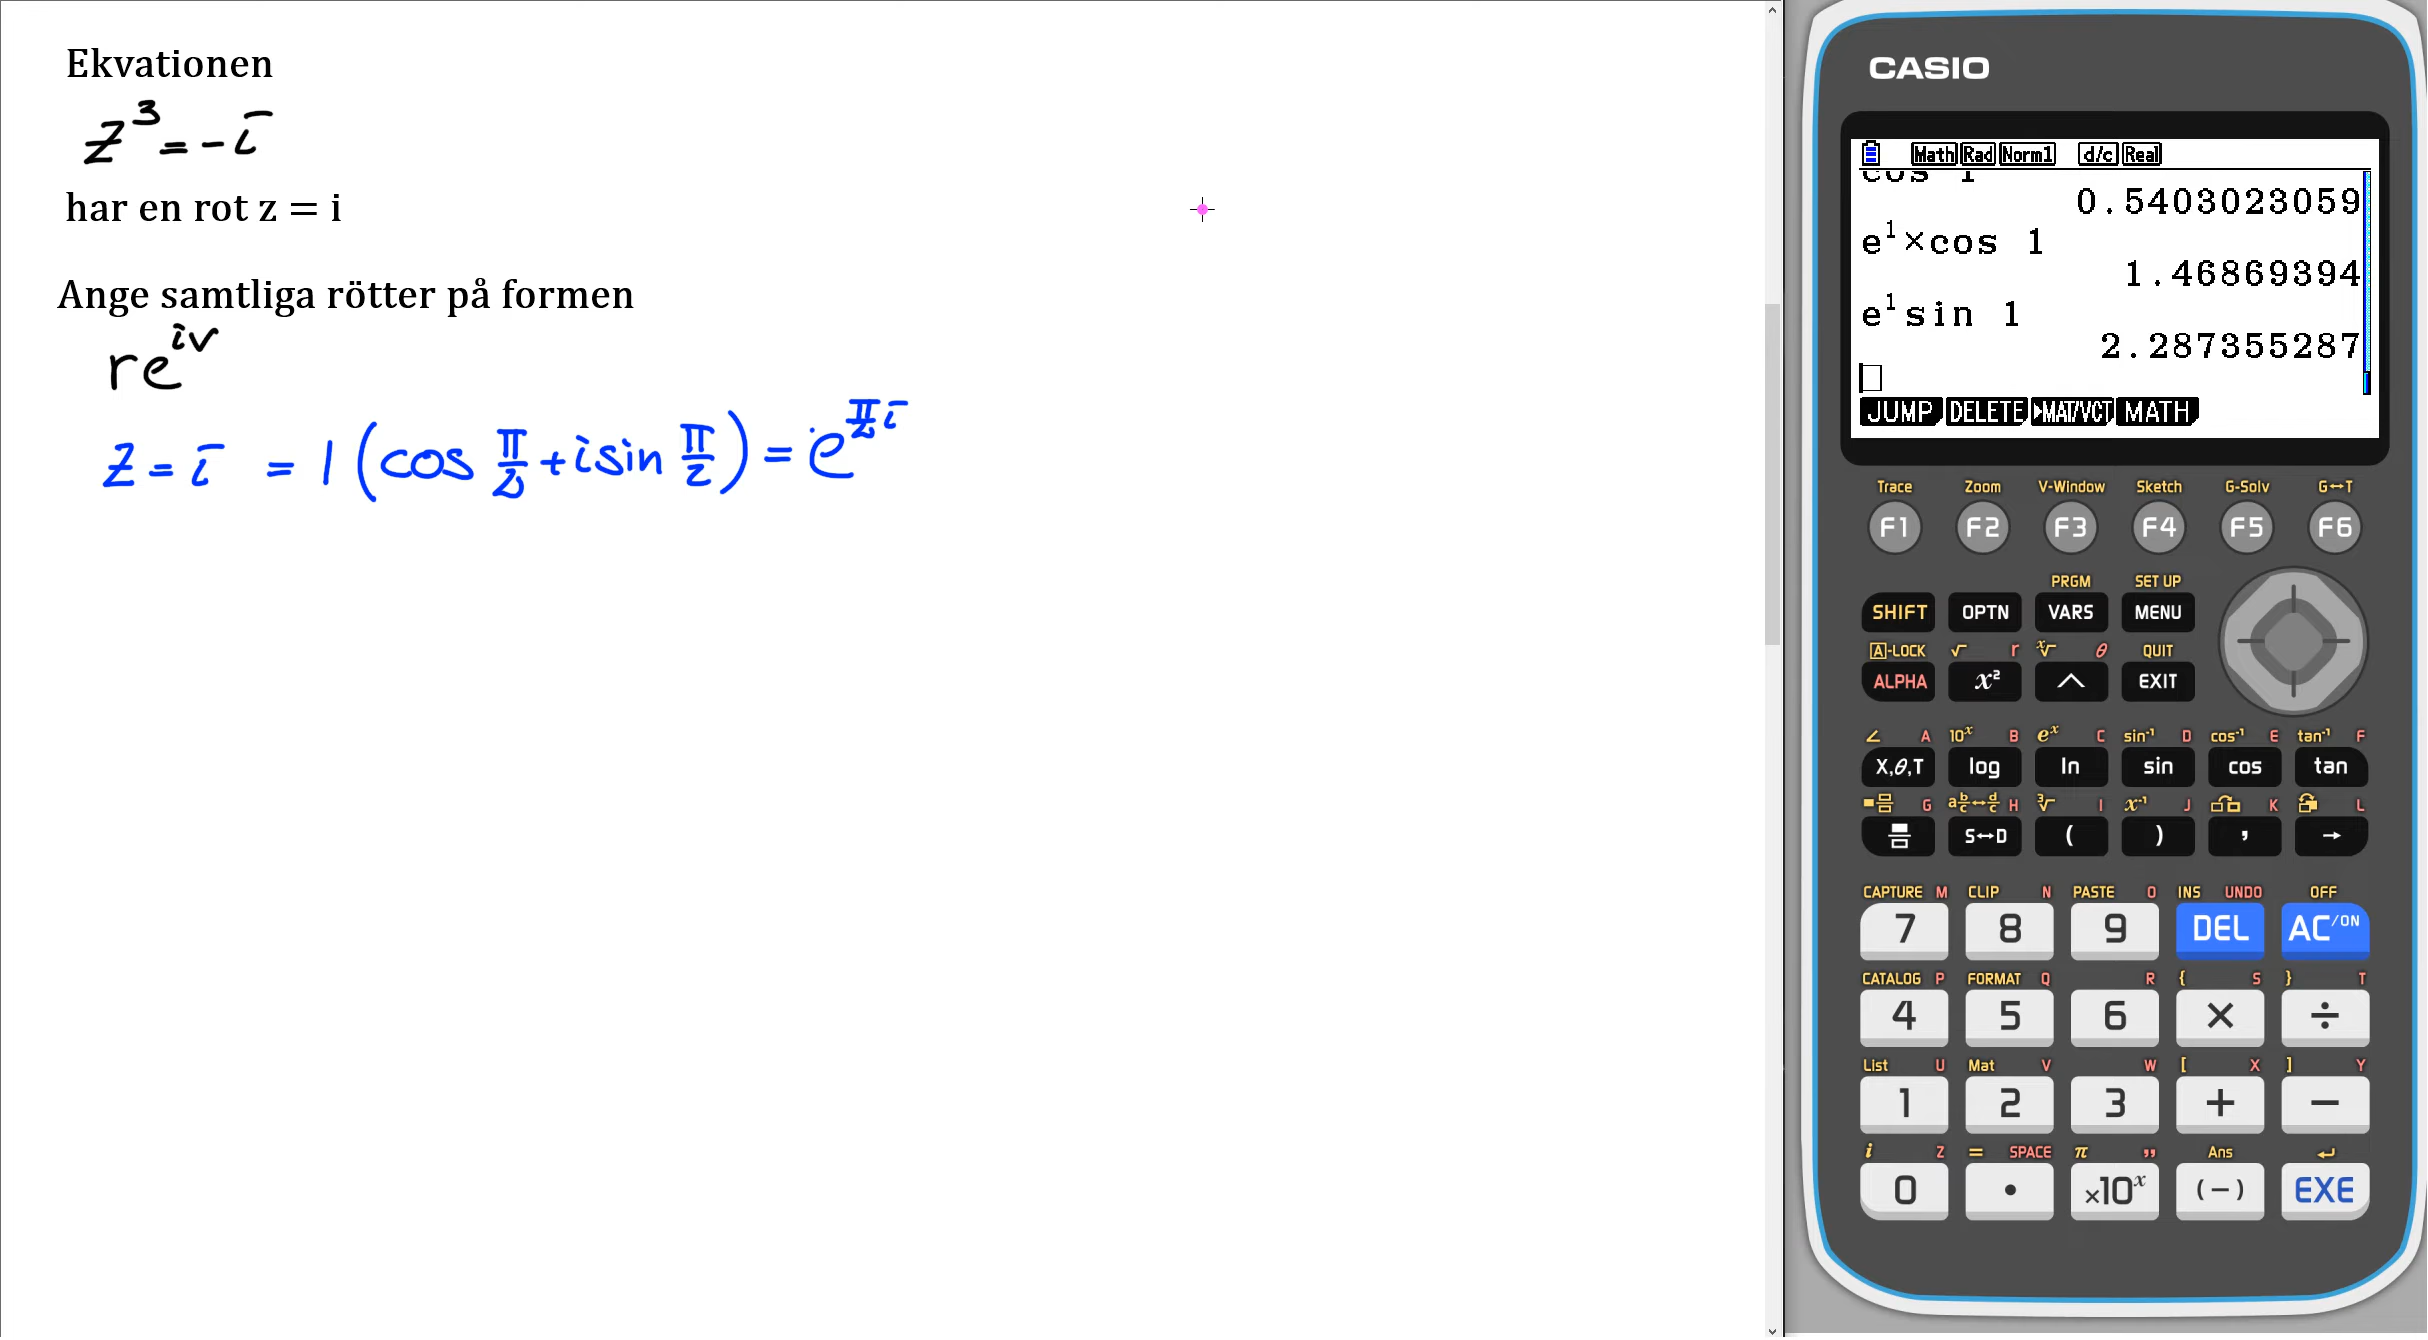 Ekvationen
z³ = -i
har en rot z = i
Ange samtliga rötter på formen
re^{iv}
z = i = 1 (cos π/2 + i sin π/2) = e^{π/2 i}
CASIO
Math Rad Norm1 d/c Real
cos 1
0.5403023059
e¹×cos 1
1.46869394
e¹sin 1
2.287355287
JUMP DELETE ▶MAT/VCT MATH
Trace Zoom V-Window Sketch G-Solv G↔T
F1 F2 F3 F4 F5 F6
PRGM SET UP
SHIFT OPTN VARS MENU
A-LOCK √ r ˣ√ θ QUIT
ALPHA x² ^ EXIT
∠ A 10ˣ B eˣ C sin⁻¹ D cos⁻¹ E tan⁻¹ F
X,θ,T log ln sin cos tan
G a b/c↔d/c H ³√ I x⁻¹ J K L
S↔D ( ) , →
CAPTURE M CLIP N PASTE O INS UNDO OFF
7 8 9 DEL AC/ON
CATALOG P FORMAT Q R { S } T
4 5 6 × ÷
List U Mat V W [ X ] Y
1 2 3 + −
i Z = SPACE π " Ans ↵
0 • ×10ˣ (−) EXE